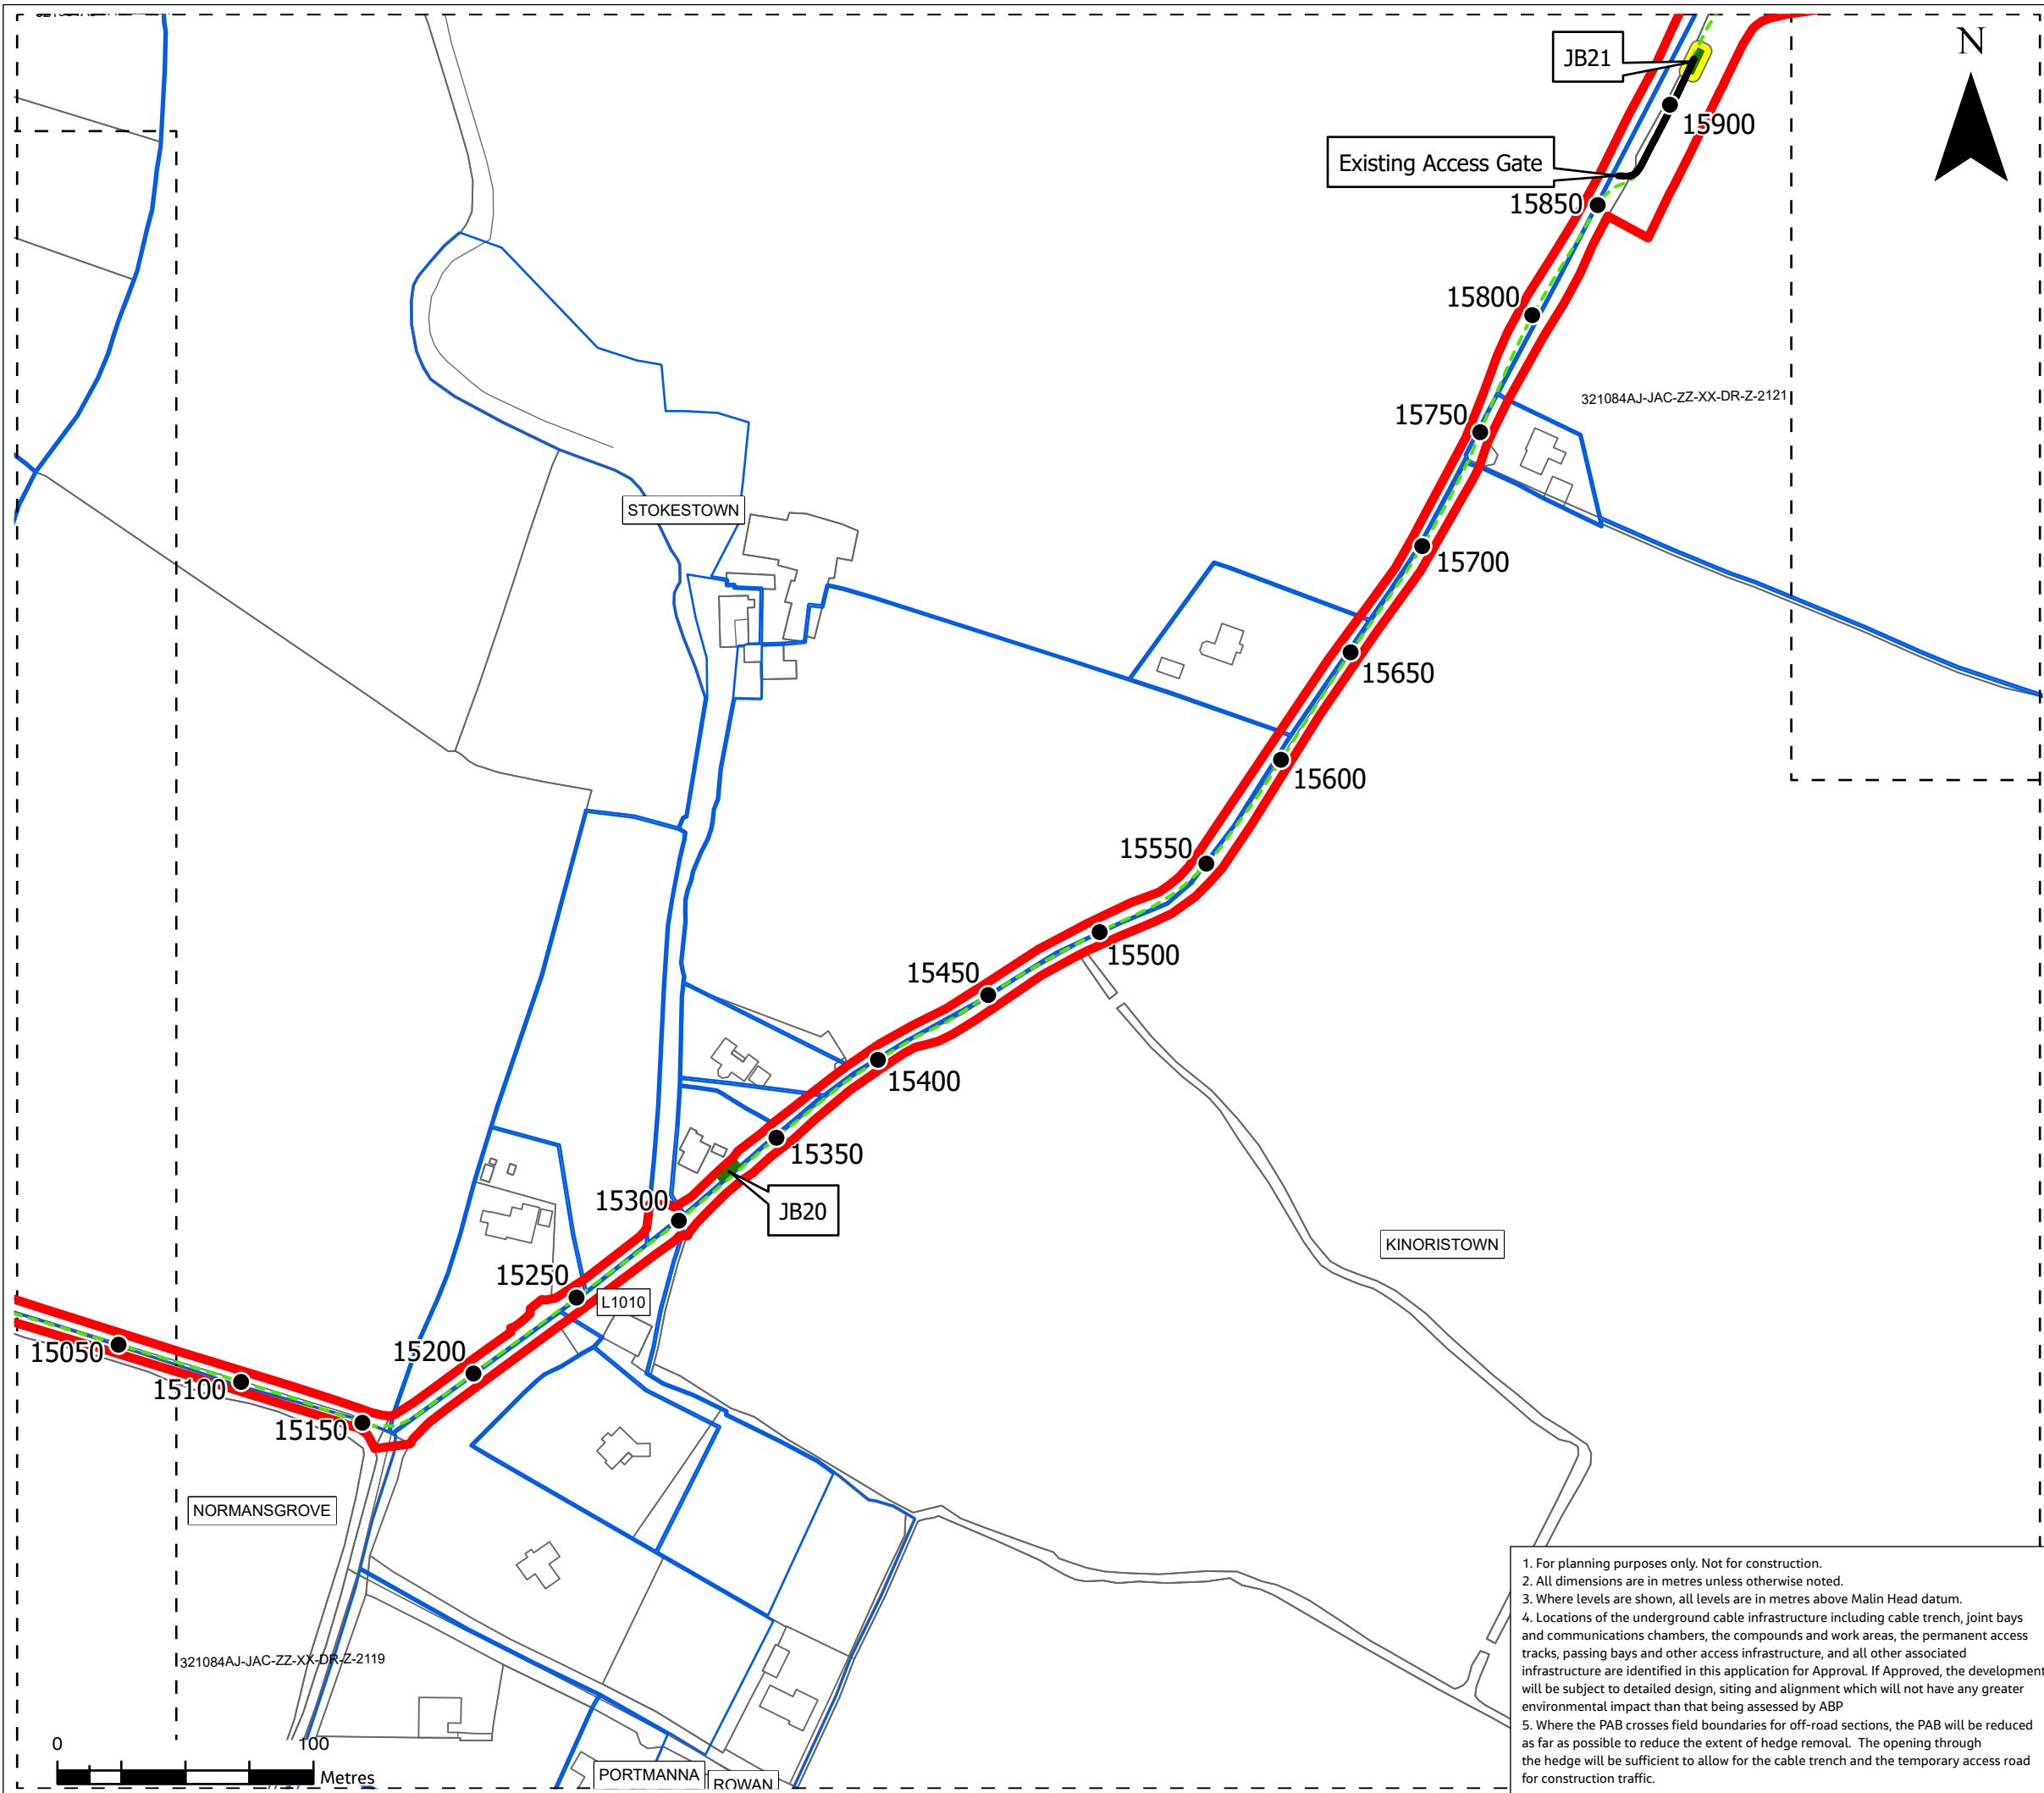 JB21
N
15900
Existing Access Gate
15850
15800
321084AJ-JAC-ZZ-XX-DR-Z-2121
15750
STOKESTOWN
15700
15650
15600
15550
15500
15450
15400
15350
15300
JB20
KINORISTOWN
15250
L1010
15200
15050
15100
15150
NORMANSGROVE
321084AJ-JAC-ZZ-XX-DR-Z-2119
0
100
Metres
PORTMANNA
ROWAN
1. For planning purposes only. Not for construction.
2. All dimensions are in metres unless otherwise noted.
3. Where levels are shown, all levels are in metres above Malin Head datum.
4. Locations of the underground cable infrastructure including cable trench, joint bays
and communications chambers, the compounds and work areas, the permanent access
tracks, passing bays and other access infrastructure, and all other associated
infrastructure are identified in this application for Approval. If Approved, the development
will be subject to detailed design, siting and alignment which will not have any greater
environmental impact than that being assessed by ABP
5. Where the PAB crosses field boundaries for off-road sections, the PAB will be reduced
as far as possible to reduce the extent of hedge removal. The opening through
the hedge will be sufficient to allow for the cable trench and the temporary access road
for construction traffic.